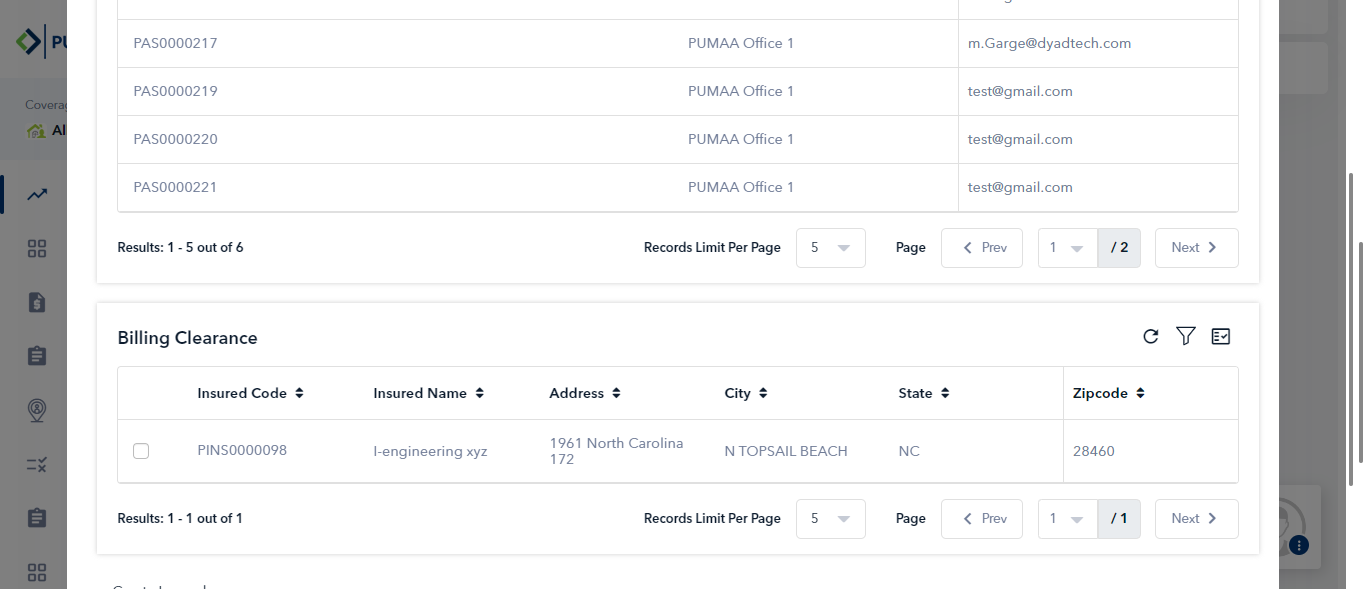 PAS0000217 PUMAA Office 1 m.Garge@dyadtech.com
PAS0000219 PUMAA Office 1 test@gmail.com
PAS0000220 PUMAA Office 1 test@gmail.com
PAS0000221 PUMAA Office 1 test@gmail.com
Results: 1 - 5 out of 6 Records Limit Per Page 5 Page Prev 1 / 2 Next
Billing Clearance
Insured Code Insured Name Address City State Zipcode
PINS0000098 I-engineering xyz 1961 North Carolina 172 N TOPSAIL BEACH NC 28460
Results: 1 - 1 out of 1 Records Limit Per Page 5 Page Prev 1 / 1 Next